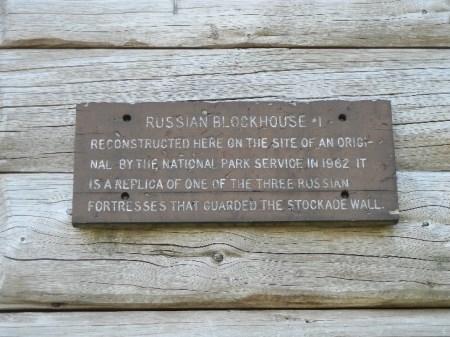 RUSSIAN BLOCKHOUSE #1
RECONSTRUCTED HERE ON THE SITE OF AN ORIGI-
NAL BY THE NATIONAL PARK SERVICE IN 1962 IT
IS A REPLICA OF ONE OF THE THREE RUSSIAN
FORTRESSES THAT GUARDED THE STOCKADE WALL.